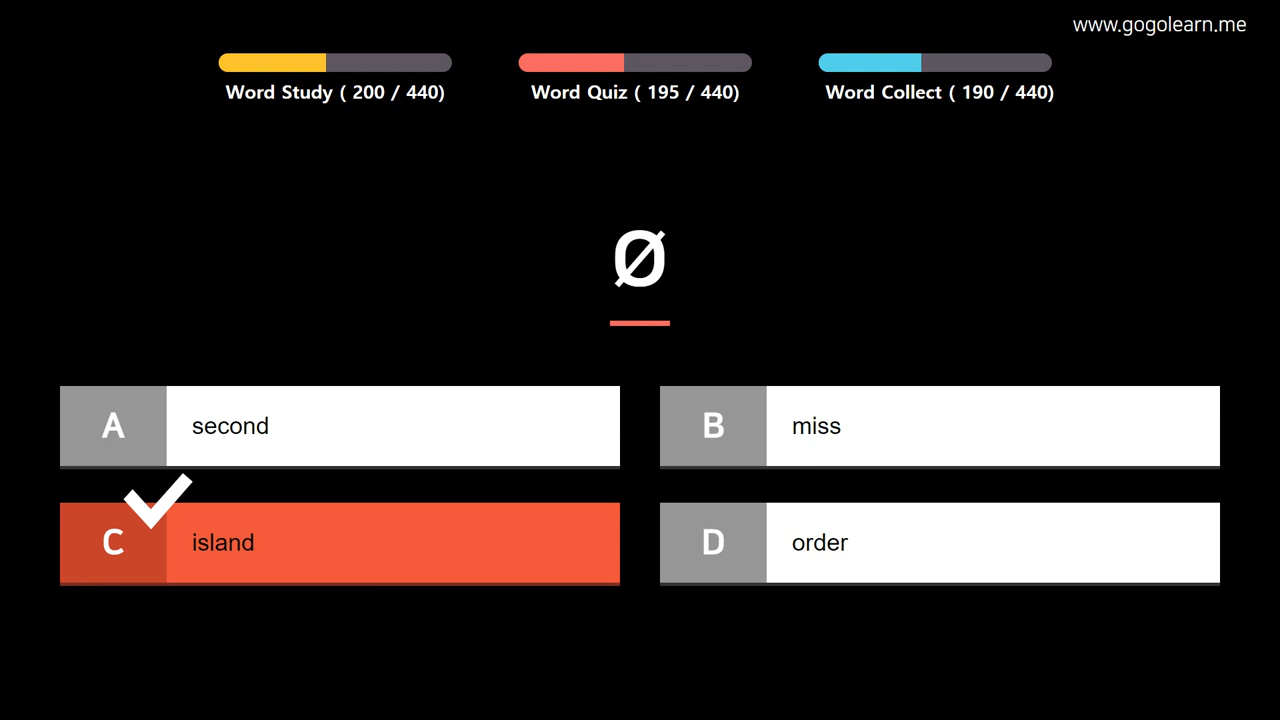 www.gogolearn.me
Word Study ( 200 / 440)
Word Quiz ( 195 / 440)
Word Collect ( 190 / 440)
Ø
A second
B miss
C island
D order